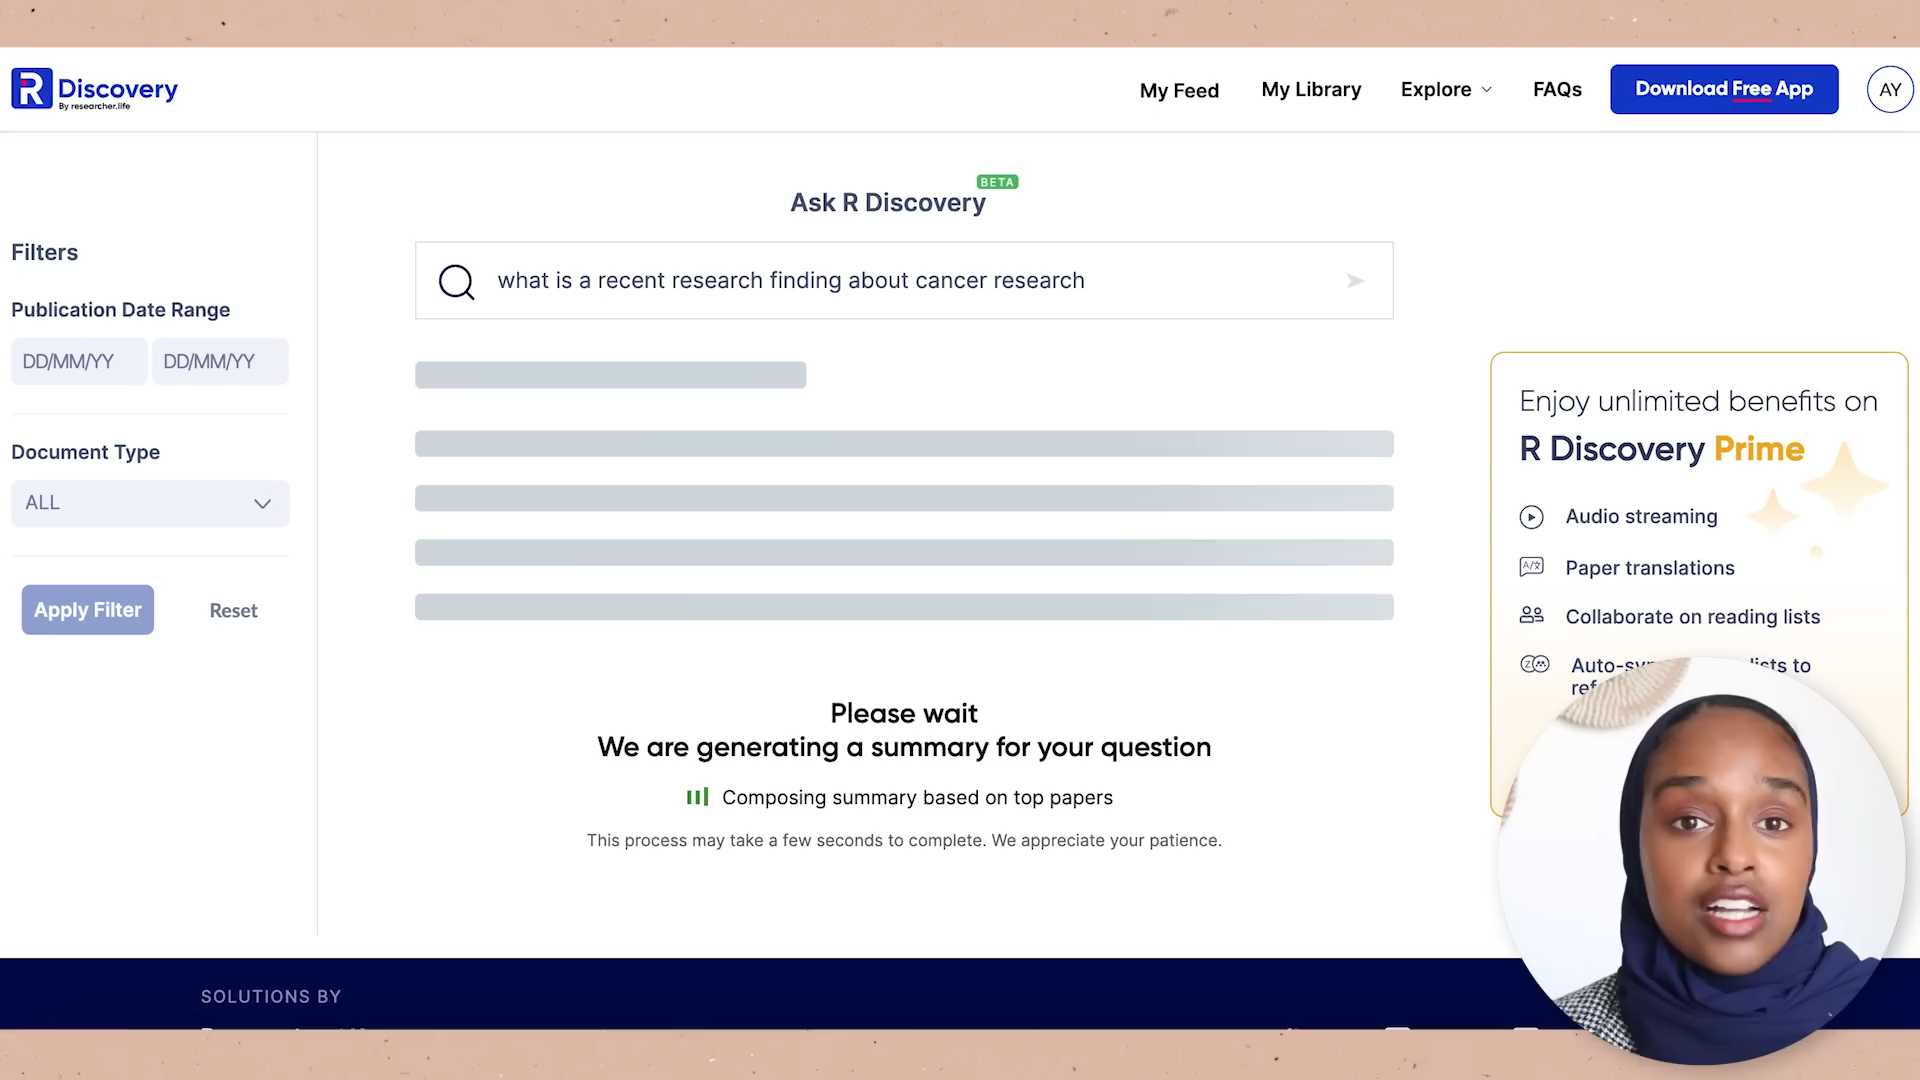 R Discovery
By researcher.life
My Feed
My Library
Explore
FAQs
Download Free App
AY
Filters
Publication Date Range
DD/MM/YY DD/MM/YY
Document Type
ALL
Apply Filter
Reset
BETA
Ask R Discovery
what is a recent research finding about cancer research
Please wait
We are generating a summary for your question
Composing summary based on top papers
This process may take a few seconds to complete. We appreciate your patience.
Enjoy unlimited benefits on
R Discovery Prime
Audio streaming
Paper translations
Collaborate on reading lists
to
SOLUTIONS BY